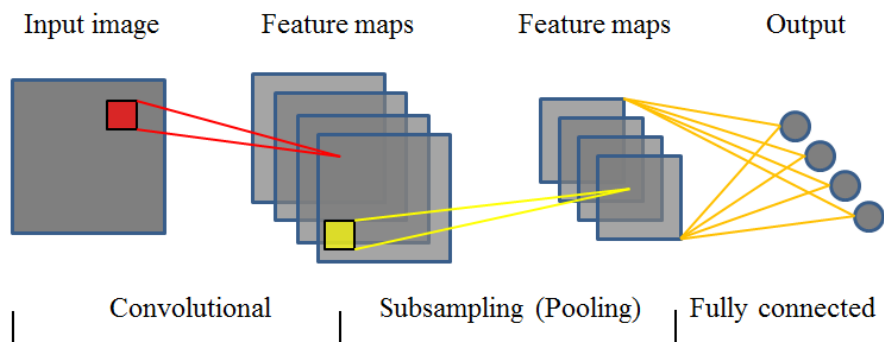 Input image Feature maps Feature maps Output
Convolutional Subsampling (Pooling) Fully connected